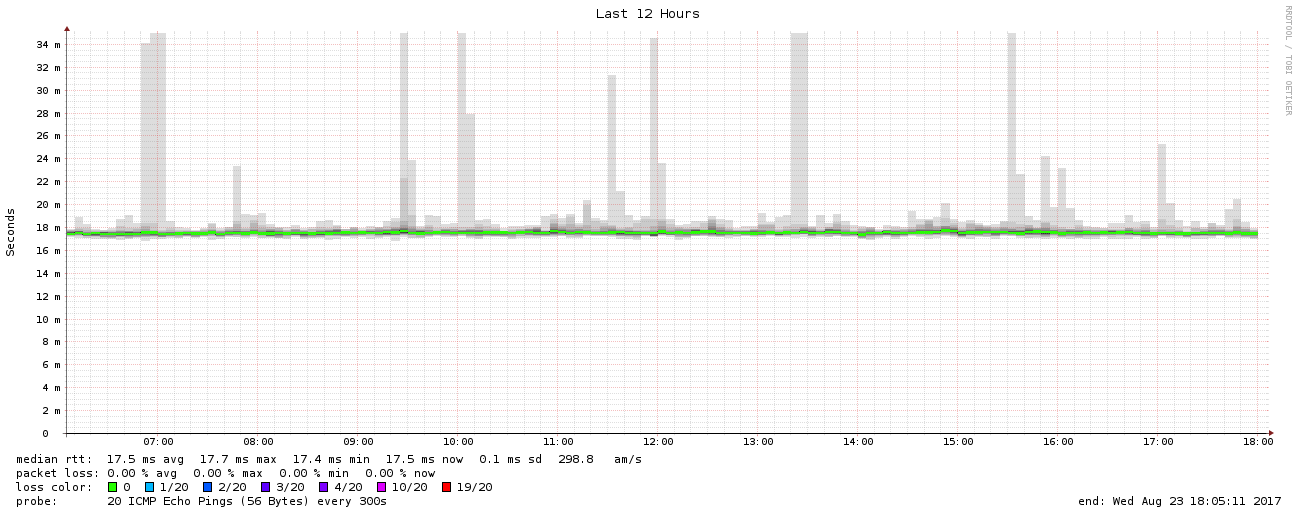 Last 12 Hours
RRDTOOL / TOBI OETIKER
Seconds
34 m
32 m
30 m
28 m
26 m
24 m
22 m
20 m
18 m
16 m
14 m
12 m
10 m
8 m
6 m
4 m
2 m
0
07:00 08:00 09:00 10:00 11:00 12:00 13:00 14:00 15:00 16:00 17:00 18:00
median rtt: 17.5 ms avg 17.7 ms max 17.4 ms min 17.5 ms now 0.1 ms sd 298.8 am/s
packet loss: 0.00 % avg 0.00 % max 0.00 % min 0.00 % now
loss color: 0 1/20 2/20 3/20 4/20 10/20 19/20
probe: 20 ICMP Echo Pings (56 Bytes) every 300s end: Wed Aug 23 18:05:11 2017